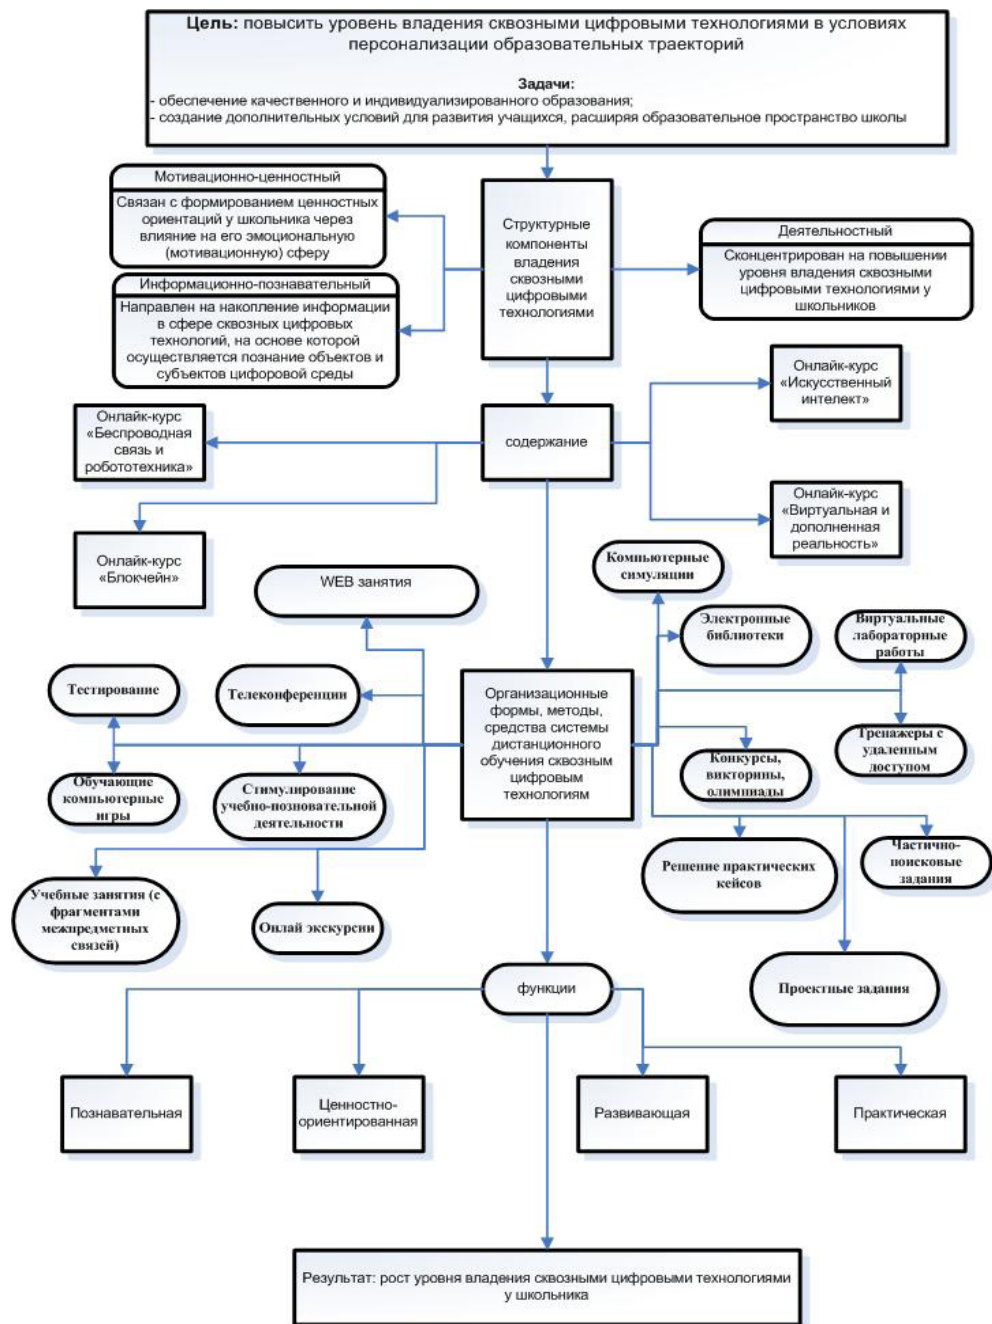 Цель: повысить уровень владения сквозными цифровыми технологиями в условиях
персонализации образовательных траекторий
Задачи:
- обеспечение качественного и индивидуализированного образования;
- создание дополнительных условий для развития учащихся, расширяя образовательное пространство школы
Мотивационно-ценностный
Связан с формированием ценностных
ориентаций у школьника через
влияние на его эмоциональную
(мотивационную) сферу
Информационно-познавательный
Направлен на накопление информации
в сфере сквозных цифровых
технологий, на основе которой
осуществляется познание объектов и
субъектов цифоровой среды
Структурные
компоненты
владения
сквозными
цифровыми
технологиями
Деятельностный
Сконцентрирован на повышении
уровня владения сквозными
цифровыми технологиями у
школьников
Онлайк-курс
«Искусственный
интелект»
Онлайк-курс
«Беспроводная
связь и
робототехника»
содержание
Онлайк-курс
«Виртуальная и
дополненная
реальность»
Онлайк-курс
«Блокчейн»
WEB занятия
Компьютерные
симуляции
Электронные
библиотеки
Виртуальные
лабораторные
работы
Тестирование
Телеконференции
Организационные
формы, методы,
средства системы
дистанционного
обучения сквозным
цифровым
технологиям
Тренажеры с
удаленным
доступом
Конкурсы,
викторины,
олимпиады
Обучающие
компьютерные
игры
Стимулирование
учебно-позновательной
деятельности
Решение практических
кейсов
Частично-
поисковые
задания
Учебные занятия (с
фрагментами
межпредметных
связей)
Онлай экскурсии
Проектные задания
функции
Познавательная
Ценностно-
ориентированная
Развивающая
Практическая
Результат: рост уровня владения сквозными цифровыми технологиями
у школьника